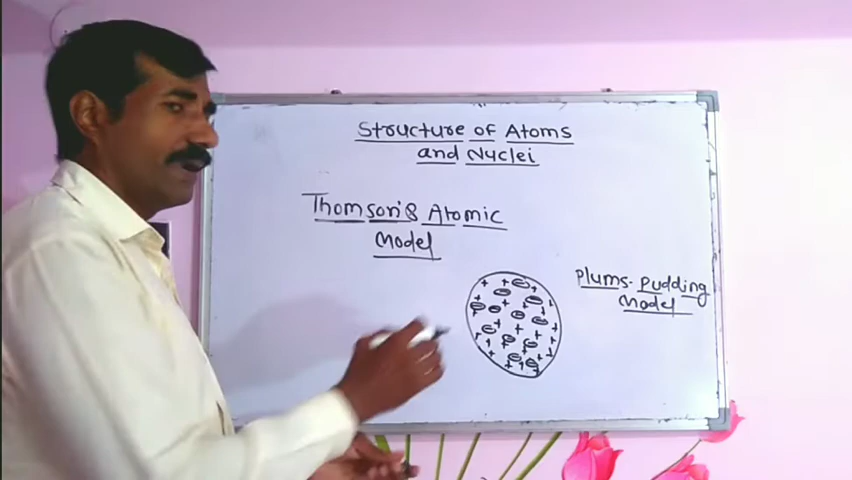 Structure of Atoms
and Nuclei
Thomson's Atomic
Model
Plums-Pudding
Model